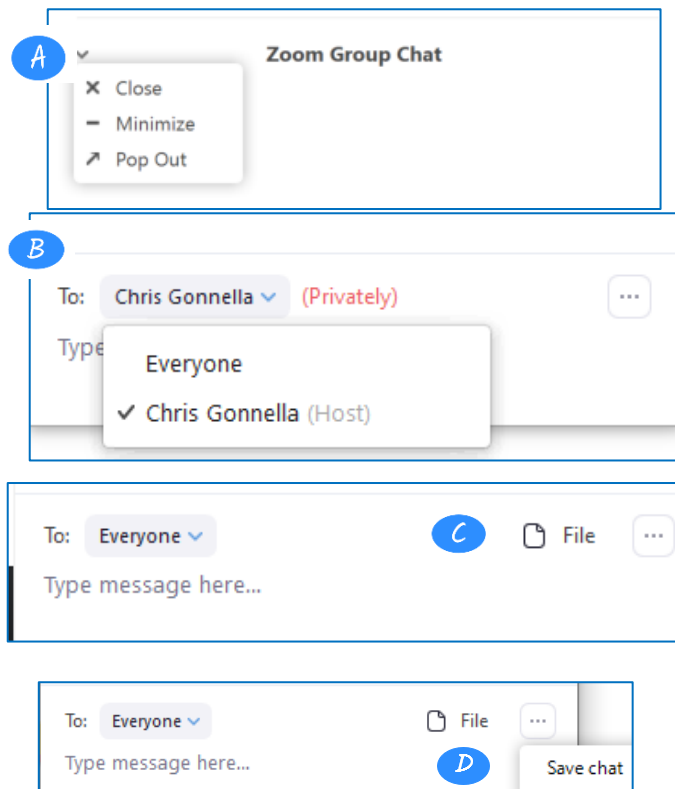 A
Zoom Group Chat
Close
Minimize
Pop Out
B
To: Chris Gonnella (Privately) ...
Type
Everyone
Chris Gonnella (Host)
To: Everyone C File ...
Type message here...
To: Everyone File ...
Type message here... D Save chat